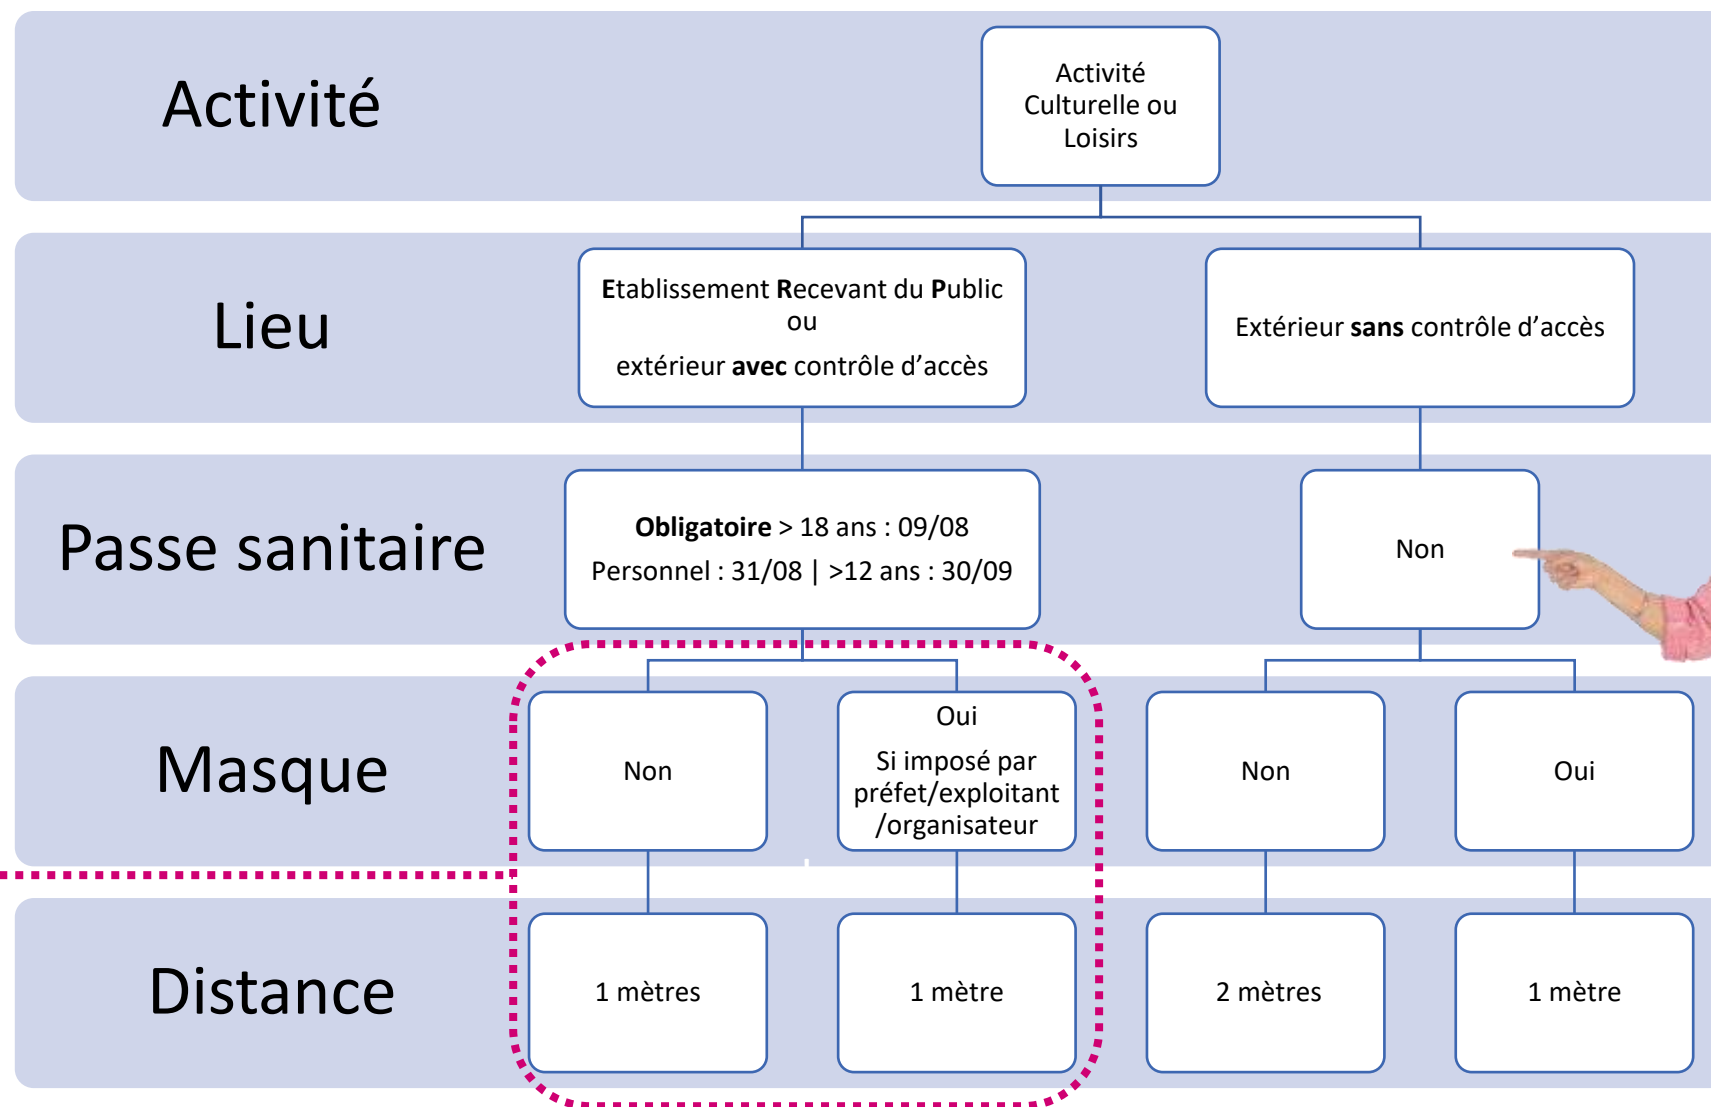 Activité
Activité
Culturelle ou
Loisirs
Lieu
Etablissement Recevant du Public
ou
extérieur avec contrôle d’accès
Extérieur sans contrôle d’accès
Passe sanitaire
Obligatoire > 18 ans : 09/08
Personnel : 31/08 | >12 ans : 30/09
Non
Masque
Non
Oui
Si imposé par
préfet/exploitant
/organisateur
Non
Oui
Distance
1 mètres
1 mètre
2 mètres
1 mètre